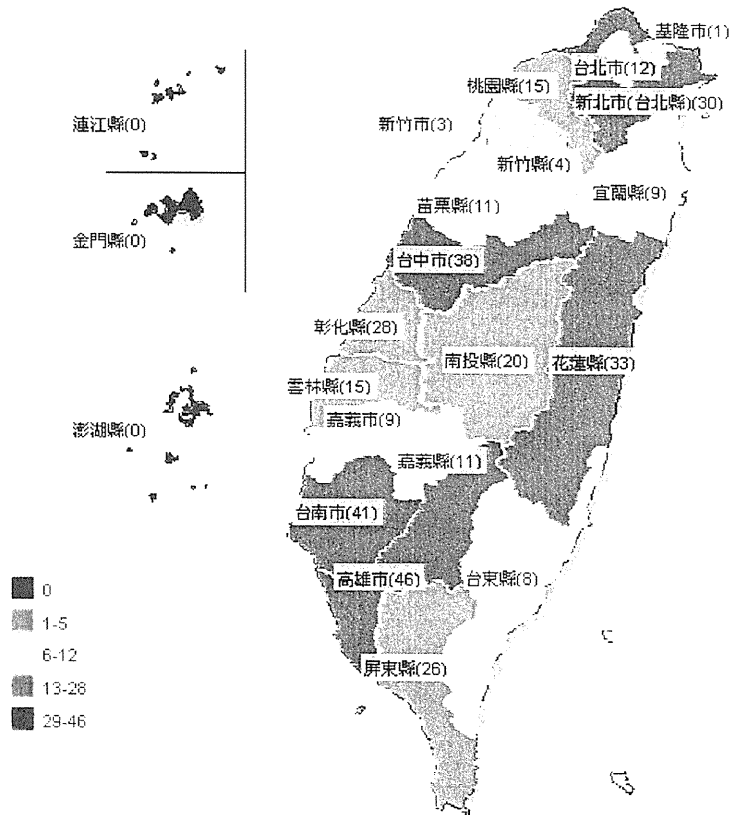 基隆市(1)
台北市(12)
桃園縣(15)
新北市(台北縣)(30)
連江縣(0)
新竹市(3)
新竹縣(4)
宜蘭縣(9)
苗栗縣(11)
金門縣(0)
台中市(38)
彰化縣(28)
南投縣(20)
花蓮縣(33)
雲林縣(15)
嘉義市(9)
澎湖縣(0)
嘉義縣(11)
台南市(41)
高雄市(46)
台東縣(8)
屏東縣(26)
0
1-5
6-12
13-28
29-46